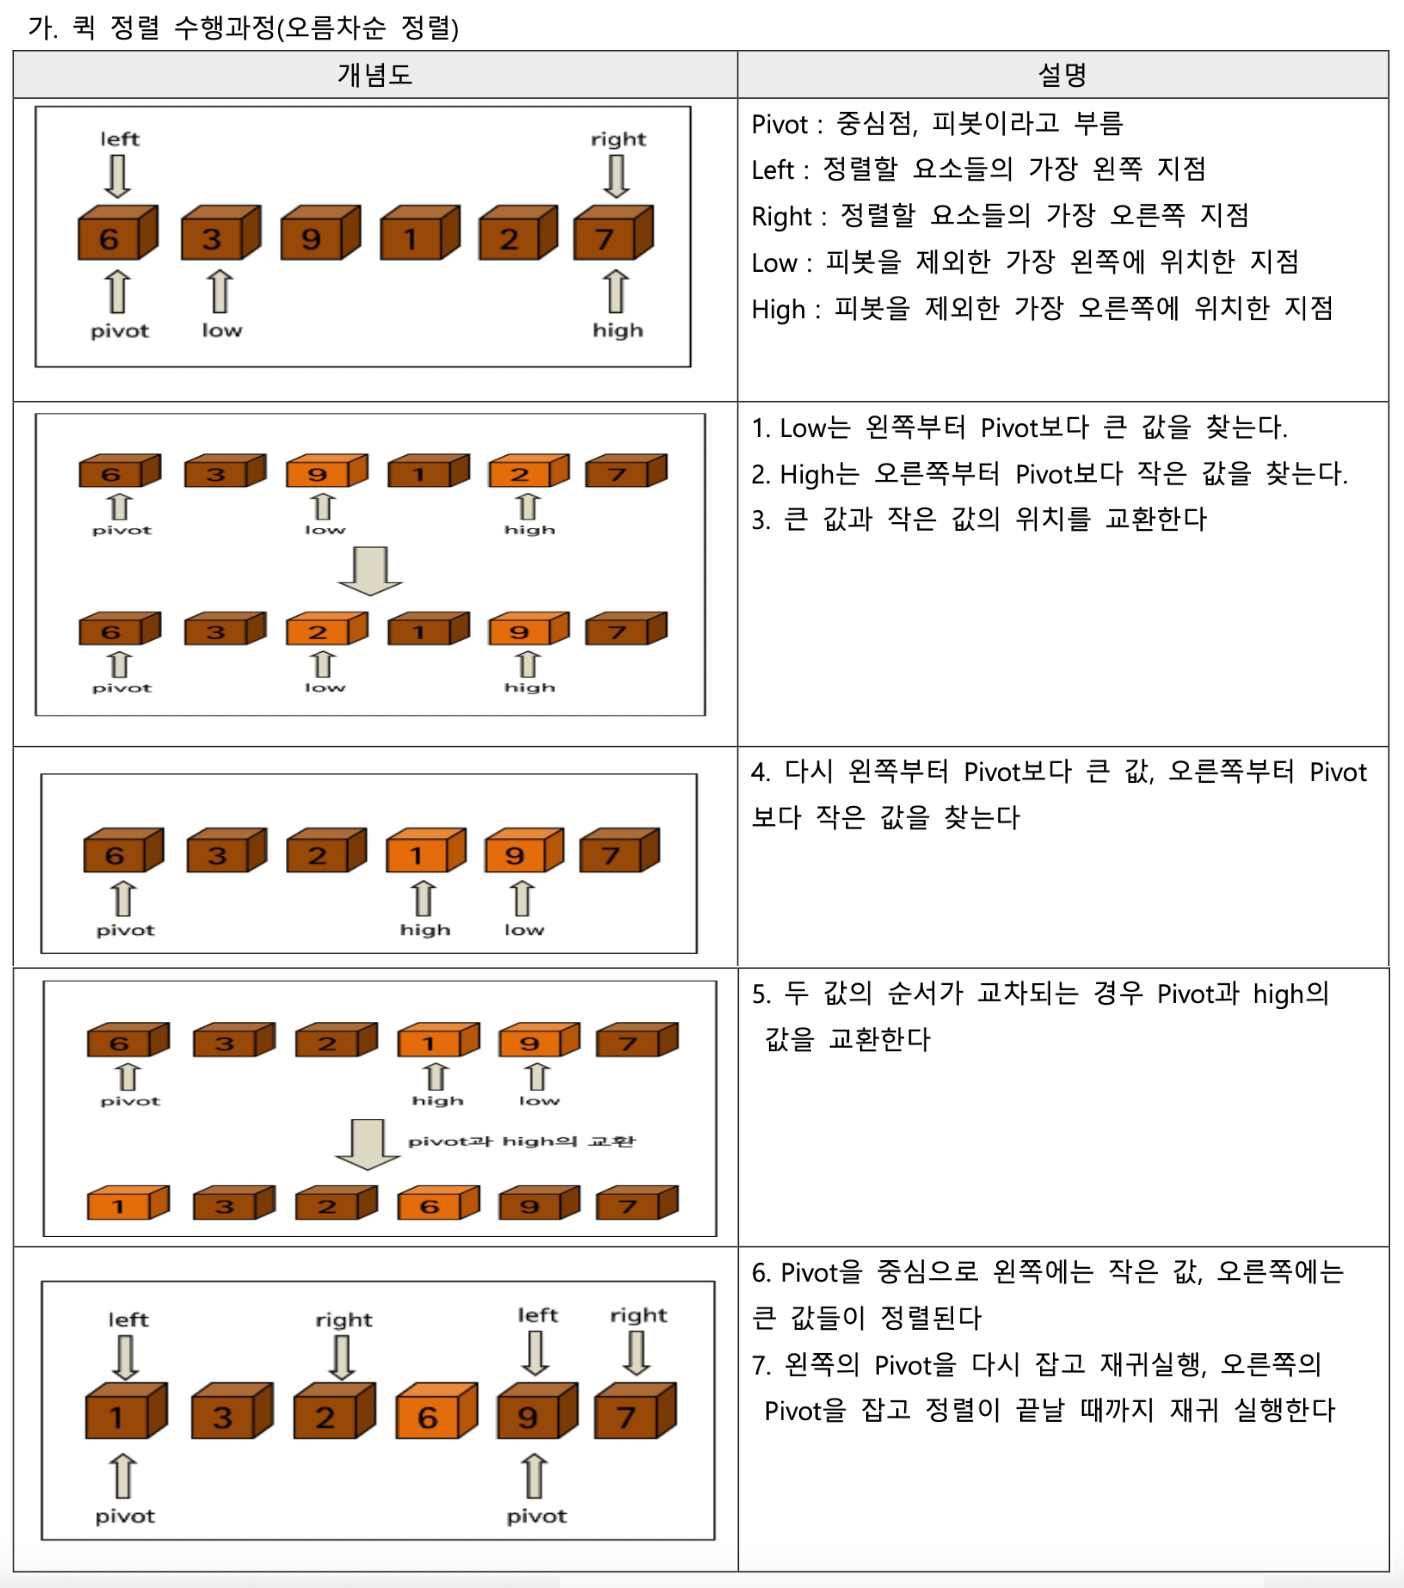 가. 퀵 정렬 수행과정(오름차순 정렬)
개념도
설명
left right
6 3 9 1 2 7
pivot low high
Pivot : 중심점, 피봇이라고 부름
Left : 정렬할 요소들의 가장 왼쪽 지점
Right : 정렬할 요소들의 가장 오른쪽 지점
Low : 피봇을 제외한 가장 왼쪽에 위치한 지점
High : 피봇을 제외한 가장 오른쪽에 위치한 지점
6 3 9 1 2 7
pivot low high
6 3 2 1 9 7
pivot low high
1. Low는 왼쪽부터 Pivot보다 큰 값을 찾는다.
2. High는 오른쪽부터 Pivot보다 작은 값을 찾는다.
3. 큰 값과 작은 값의 위치를 교환한다
6 3 2 1 9 7
pivot high low
4. 다시 왼쪽부터 Pivot보다 큰 값, 오른쪽부터 Pivot
보다 작은 값을 찾는다
6 3 2 1 9 7
pivot high low
pivot과 high의 교환
1 3 2 6 9 7
5. 두 값의 순서가 교차되는 경우 Pivot과 high의
값을 교환한다
left right left right
1 3 2 6 9 7
pivot pivot
6. Pivot을 중심으로 왼쪽에는 작은 값, 오른쪽에는
큰 값들이 정렬된다
7. 왼쪽의 Pivot을 다시 잡고 재귀실행, 오른쪽의
Pivot을 잡고 정렬이 끝날 때까지 재귀 실행한다